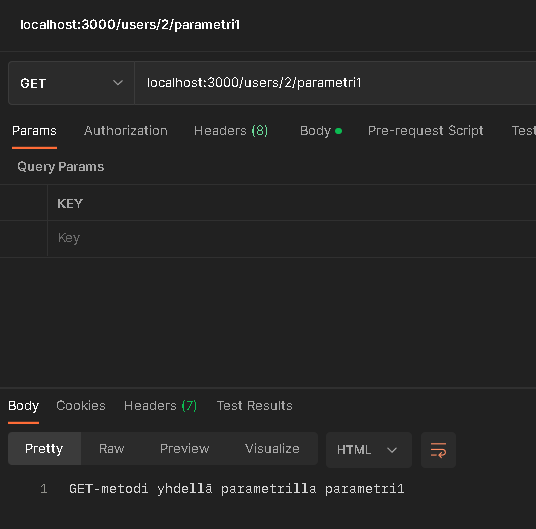 localhost:3000/users/2/parametri1
GET localhost:3000/users/2/parametri1
Params Authorization Headers (8) Body Pre-request Script Test
Query Params
KEY
Key
Body Cookies Headers (7) Test Results
Pretty Raw Preview Visualize HTML
1 GET-metodi yhdellä parametrilla parametri1